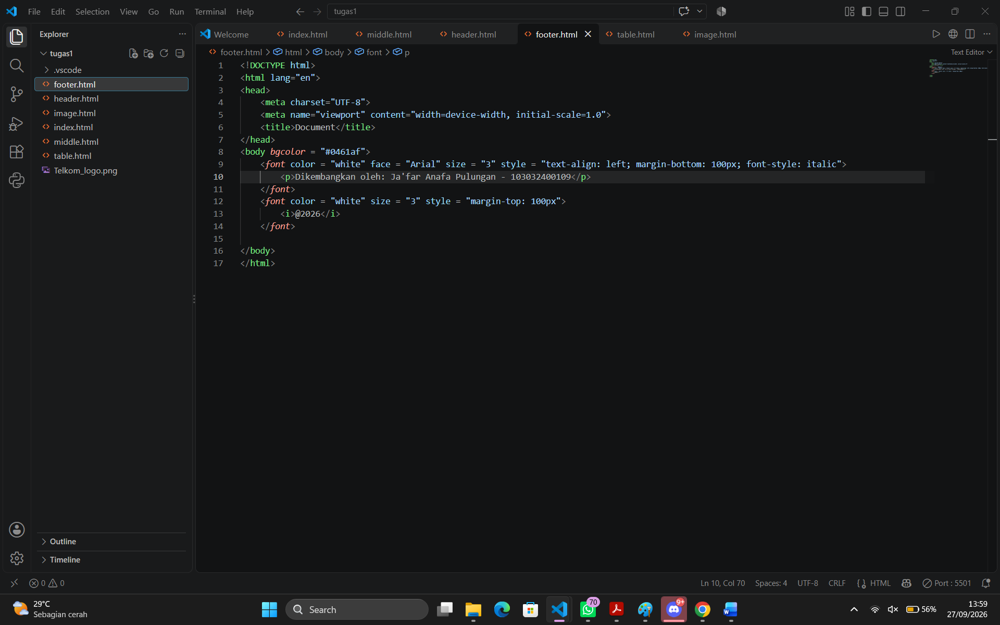 File Edit Selection View Go Run Terminal Help
tugas1
Explorer
tugas1
.vscode
footer.html
header.html
image.html
index.html
middle.html
table.html
Telkom_logo.png
Outline
Timeline
Welcome index.html middle.html header.html footer.html table.html image.html
footer.html > html > body > font > p
Text Editor
1 <!DOCTYPE html>
2 <html lang="en">
3 <head>
4 <meta charset="UTF-8">
5 <meta name="viewport" content="width=device-width, initial-scale=1.0">
6 <title>Document</title>
7 </head>
8 <body bgcolor = "#0461af">
9 <font color = "white" face = "Arial" size = "3" style = "text-align: left; margin-bottom: 100px; font-style: italic">
10 <p>Dikembangkan oleh: Ja'far Anafa Pulungan - 103032400109</p>
11 </font>
12 <font color = "white" size = "3" style = "margin-top: 100px">
13 <i>@2026</i>
14 </font>
15
16 </body>
17 </html>
0 0
Ln 10, Col 70 Spaces: 4 UTF-8 CRLF HTML Port : 5501
29°C
Sebagian cerah
Search
70
9+
56%
13:59
27/09/2026